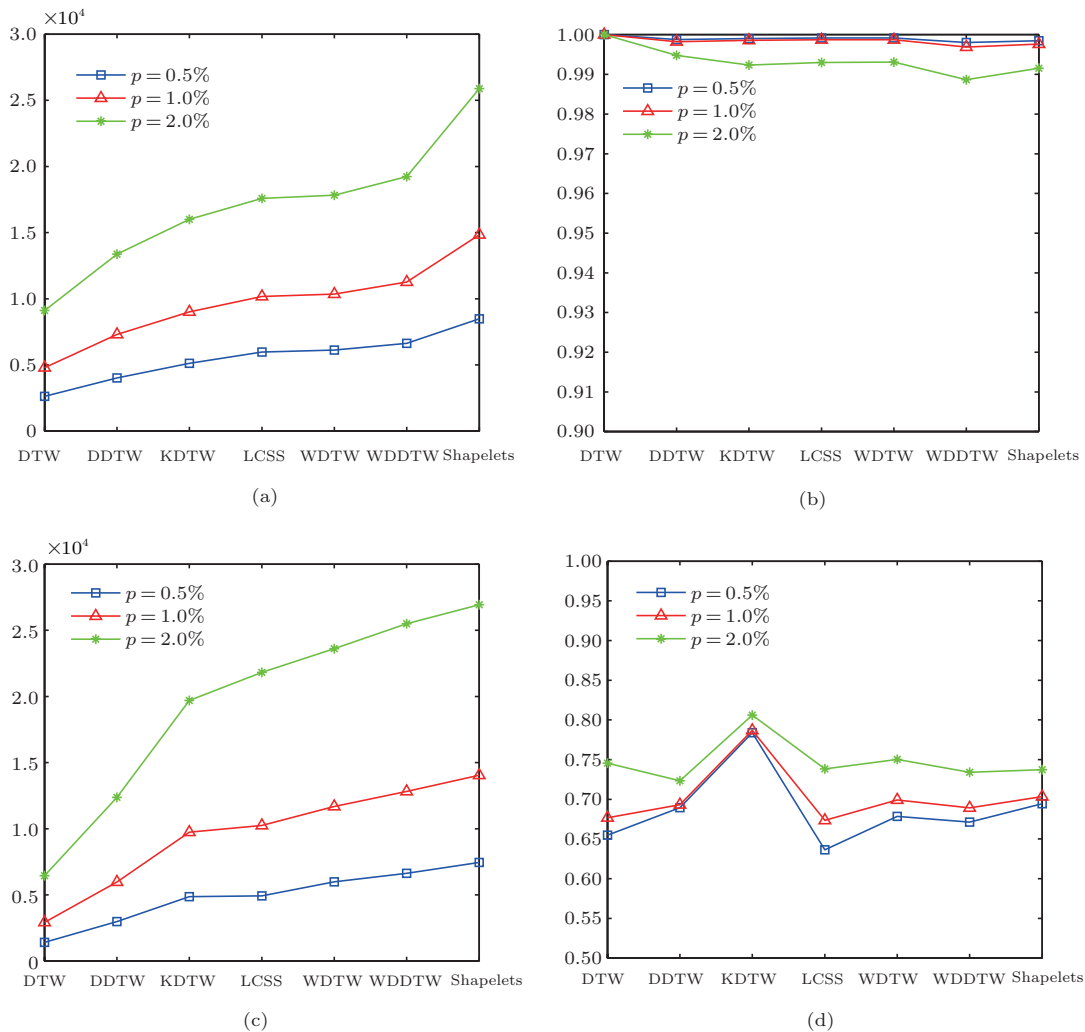 ×10⁴
3.0
2.5
2.0
1.5
1.0
0.5
0
p = 0.5%
p = 1.0%
p = 2.0%
DTW DDTW KDTW LCSS WDTW WDDTW Shapelets
(a)
1.00
0.99
0.98
0.97
0.96
0.95
0.94
0.93
0.92
0.91
0.90
p = 0.5%
p = 1.0%
p = 2.0%
DTW DDTW KDTW LCSS WDTW WDDTW Shapelets
(b)
×10⁴
3.0
2.5
2.0
1.5
1.0
0.5
0
p = 0.5%
p = 1.0%
p = 2.0%
DTW DDTW KDTW LCSS WDTW WDDTW Shapelets
(c)
1.00
0.95
0.90
0.85
0.80
0.75
0.70
0.65
0.60
0.55
0.50
p = 0.5%
p = 1.0%
p = 2.0%
DTW DDTW KDTW LCSS WDTW WDDTW Shapelets
(d)